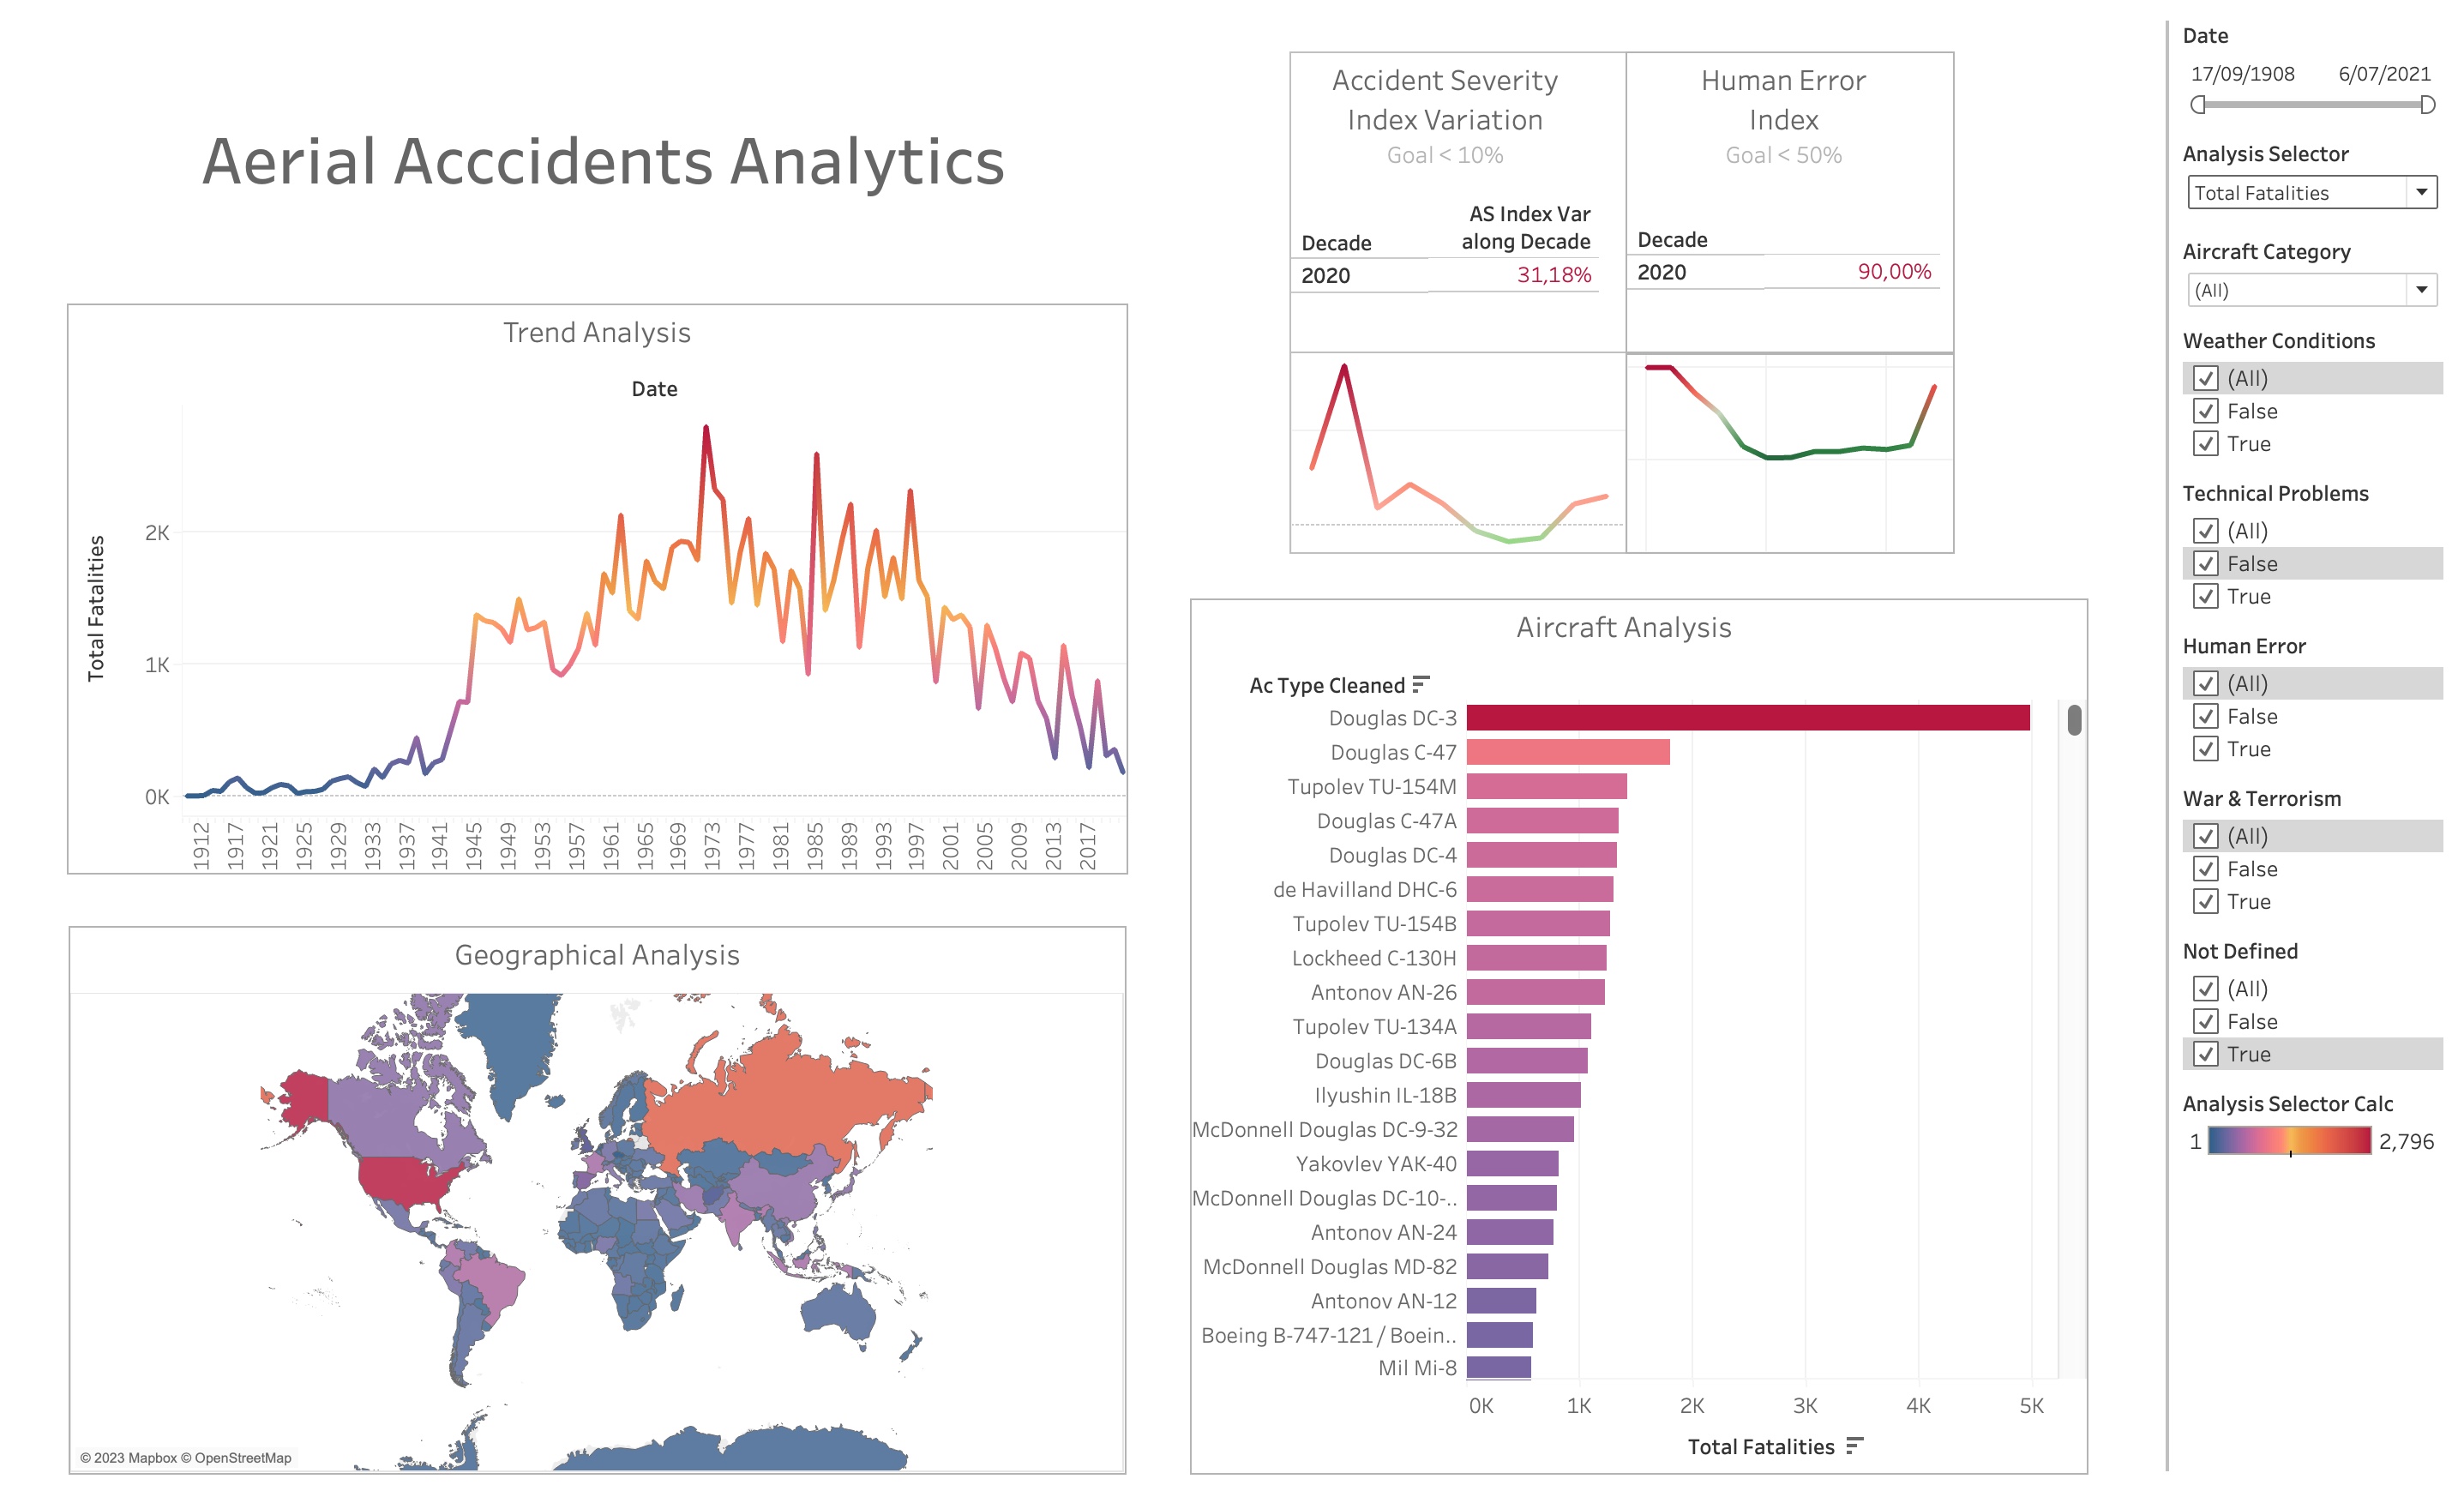 Aerial Acccidents Analytics
Accident Severity
Index Variation
Goal < 10%
AS Index Var
Decade along Decade
2020 31,18%
Human Error
Index
Goal < 50%
Decade
2020 90,00%
Trend Analysis
Date
Total Fatalities
2K
1K
0K
1912 1917 1921 1925 1929 1933 1937 1941 1945 1949 1953 1957 1961 1965 1969 1973 1977 1981 1985 1989 1993 1997 2001 2005 2009 2013 2017
Geographical Analysis
© 2023 Mapbox © OpenStreetMap
Aircraft Analysis
Ac Type Cleaned
Douglas DC-3
Douglas C-47
Tupolev TU-154M
Douglas C-47A
Douglas DC-4
de Havilland DHC-6
Tupolev TU-154B
Lockheed C-130H
Antonov AN-26
Tupolev TU-134A
Douglas DC-6B
Ilyushin IL-18B
McDonnell Douglas DC-9-32
Yakovlev YAK-40
McDonnell Douglas DC-10-..
Antonov AN-24
McDonnell Douglas MD-82
Antonov AN-12
Boeing B-747-121 / Boein..
Mil Mi-8
0K 1K 2K 3K 4K 5K
Total Fatalities
Date
17/09/1908 6/07/2021
Analysis Selector
Total Fatalities
Aircraft Category
(All)
Weather Conditions
(All)
False
True
Technical Problems
(All)
False
True
Human Error
(All)
False
True
War & Terrorism
(All)
False
True
Not Defined
(All)
False
True
Analysis Selector Calc
1 2,796